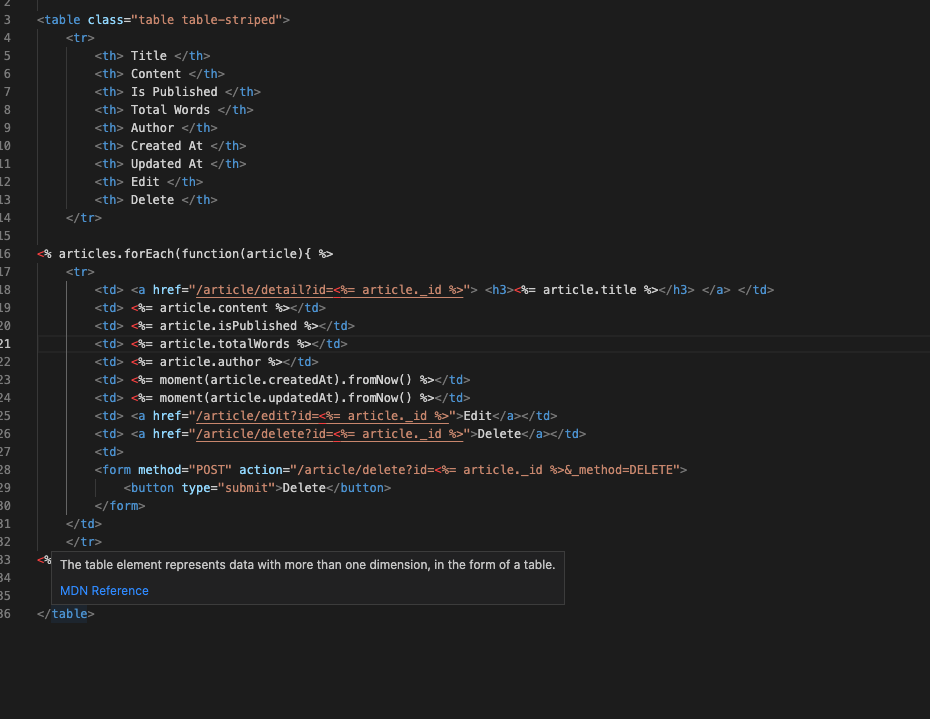 2
3 <table class="table table-striped">
4 <tr>
5 <th> Title </th>
6 <th> Content </th>
7 <th> Is Published </th>
8 <th> Total Words </th>
9 <th> Author </th>
10 <th> Created At </th>
11 <th> Updated At </th>
12 <th> Edit </th>
13 <th> Delete </th>
14 </tr>
15
16 <% articles.forEach(function(article){ %>
17 <tr>
18 <td> <a href="/article/detail?id=<%= article._id %>"> <h3><%= article.title %></h3> </a> </td>
19 <td> <%= article.content %></td>
20 <td> <%= article.isPublished %></td>
21 <td> <%= article.totalWords %></td>
22 <td> <%= article.author %></td>
23 <td> <%= moment(article.createdAt).fromNow() %></td>
24 <td> <%= moment(article.updatedAt).fromNow() %></td>
25 <td> <a href="/article/edit?id=<%= article._id %>">Edit</a></td>
26 <td> <a href="/article/delete?id=<%= article._id %>">Delete</a></td>
27 <td>
28 <form method="POST" action="/article/delete?id=<%= article._id %>&_method=DELETE">
29 <button type="submit">Delete</button>
30 </form>
31 </td>
32 </tr>
33 <%
The table element represents data with more than one dimension, in the form of a table.
34
MDN Reference
35
36 </table>